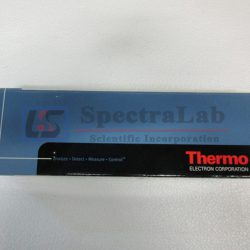 SpectraLab
Scientific Incorporation
Analyze • Detect • Measure • Control™
Thermo
ELECTRON CORPORATION